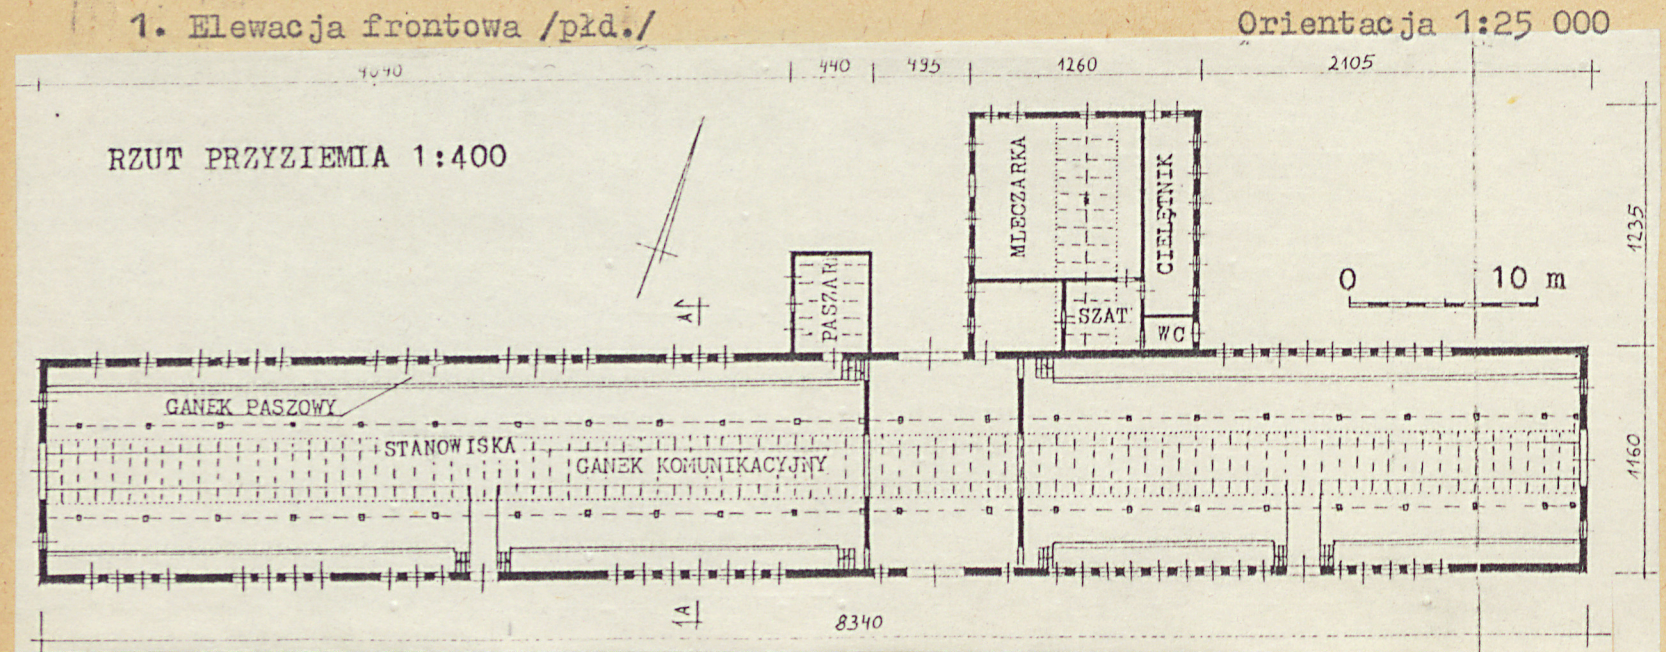 1. Elewacja frontowa /płd./
Orientacja 1:25 000
4040
440
495
1260
2105
RZUT PRZYZIEMIA 1:400
MLECZARKA
CIELĘTNIK
1235
PASZAR
0 10 m
A
SZAT
WC
GANEK PASZOWY
STANOWISKA
GANEK KOMUNIKACYJNY
1160
A
8340